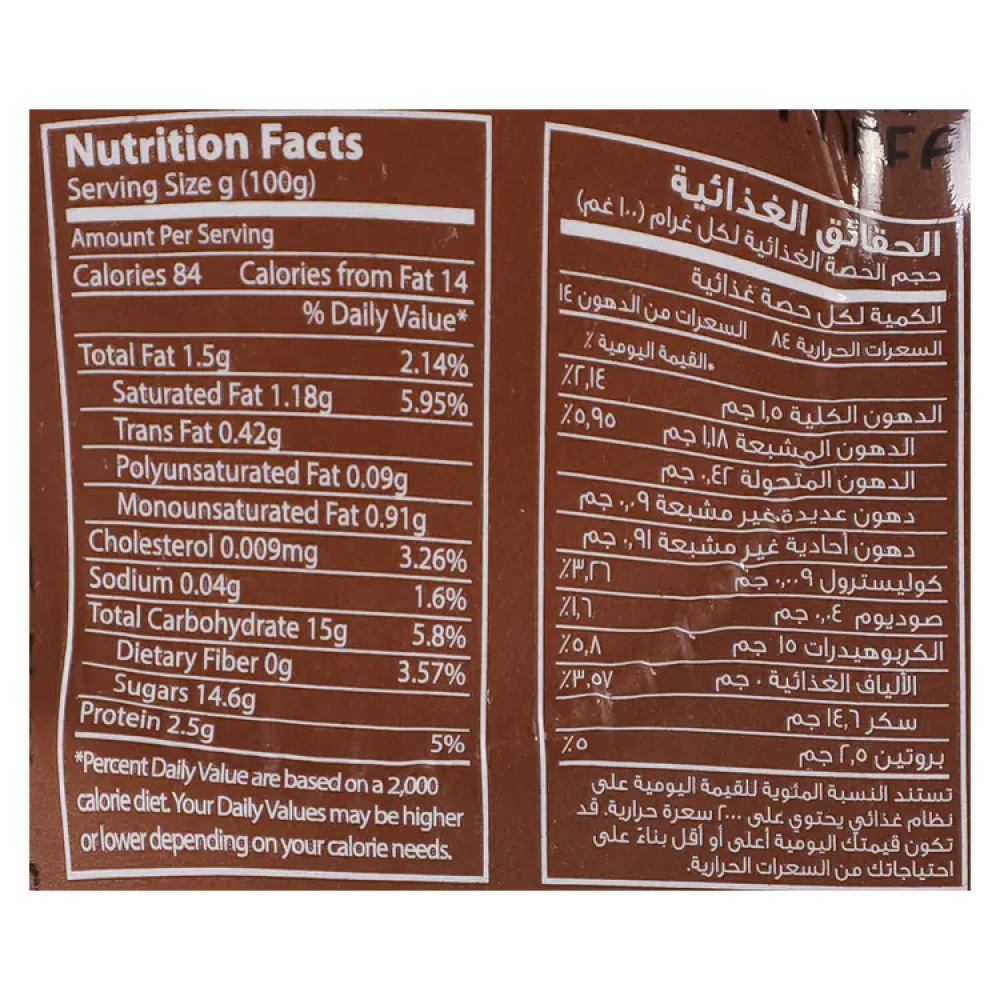 Nutrition Facts
Serving Size g (100g)
Amount Per Serving
Calories 84 Calories from Fat 14
% Daily Value*
Total Fat 1.5g 2.14%
Saturated Fat 1.18g 5.95%
Trans Fat 0.42g
Polyunsaturated Fat 0.09g
Monounsaturated Fat 0.91g
Cholesterol 0.009mg 3.26%
Sodium 0.04g 1.6%
Total Carbohydrate 15g 5.8%
Dietary Fiber 0g 3.57%
Sugars 14.6g
Protein 2.5g 5%
*Percent Daily Value are based on a 2,000
calorie diet. Your Daily Values may be higher
or lower depending on your calorie needs.
الحقائق الغذائية
حجم الحصة الغذائية لكل غرام (١٠٠ غم)
الكمية لكل حصة غذائية
السعرات الحرارية ٨٤ السعرات من الدهون ١٤
القيمة اليومية ٪
الدهون الكلية ١,٥ جم ٢,١٤٪
الدهون المشبعة ١,١٨ جم ٥,٩٥٪
الدهون المتحولة ٠,٤٢ جم
دهون عديدة غير مشبعة ٠,٠٩ جم
دهون أحادية غير مشبعة ٠,٩١ جم
كوليسترول ٠,٠٠٩ جم ٣,٢٦٪
صوديوم ٠,٠٤ جم ١,٦٪
الكربوهيدرات ١٥ جم ٥,٨٪
الألياف الغذائية ٠ جم ٣,٥٧٪
سكر ١٤,٦ جم
بروتين ٢,٥ جم ٥٪
تستند النسبة المئوية للقيمة اليومية على
نظام غذائي يحتوي على ٢٠٠٠ سعرة حرارية. قد
تكون قيمتك اليومية أعلى أو أقل بناءً على
احتياجاتك من السعرات الحرارية.